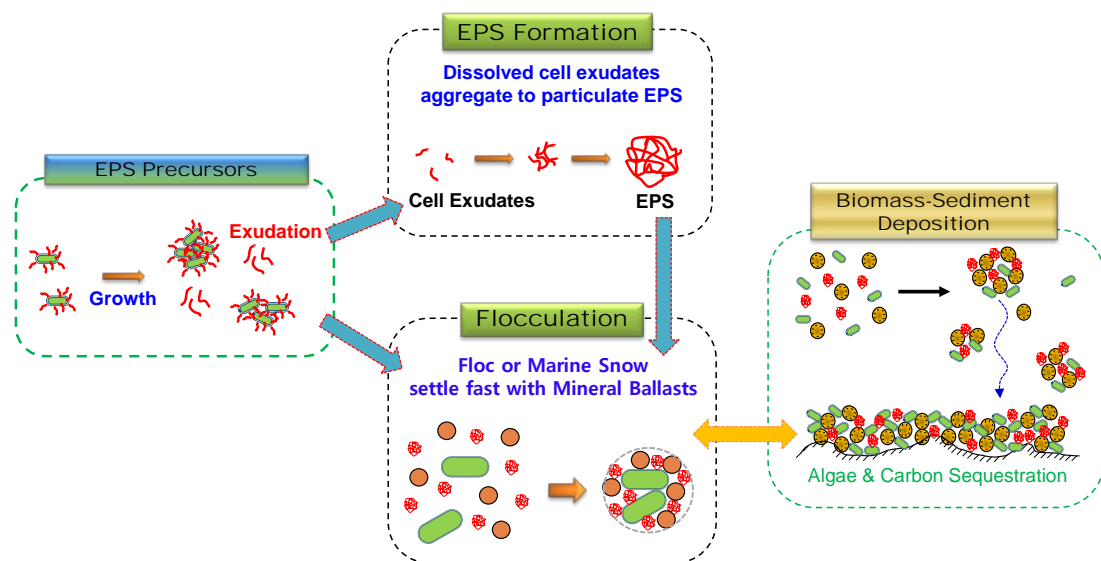 EPS Formation
Dissolved cell exudates
aggregate to particulate EPS
Cell Exudates
EPS
EPS Precursors
Exudation
Growth
Flocculation
Floc or Marine Snow
settle fast with Mineral Ballasts
Biomass-Sediment
Deposition
Algae & Carbon Sequestration